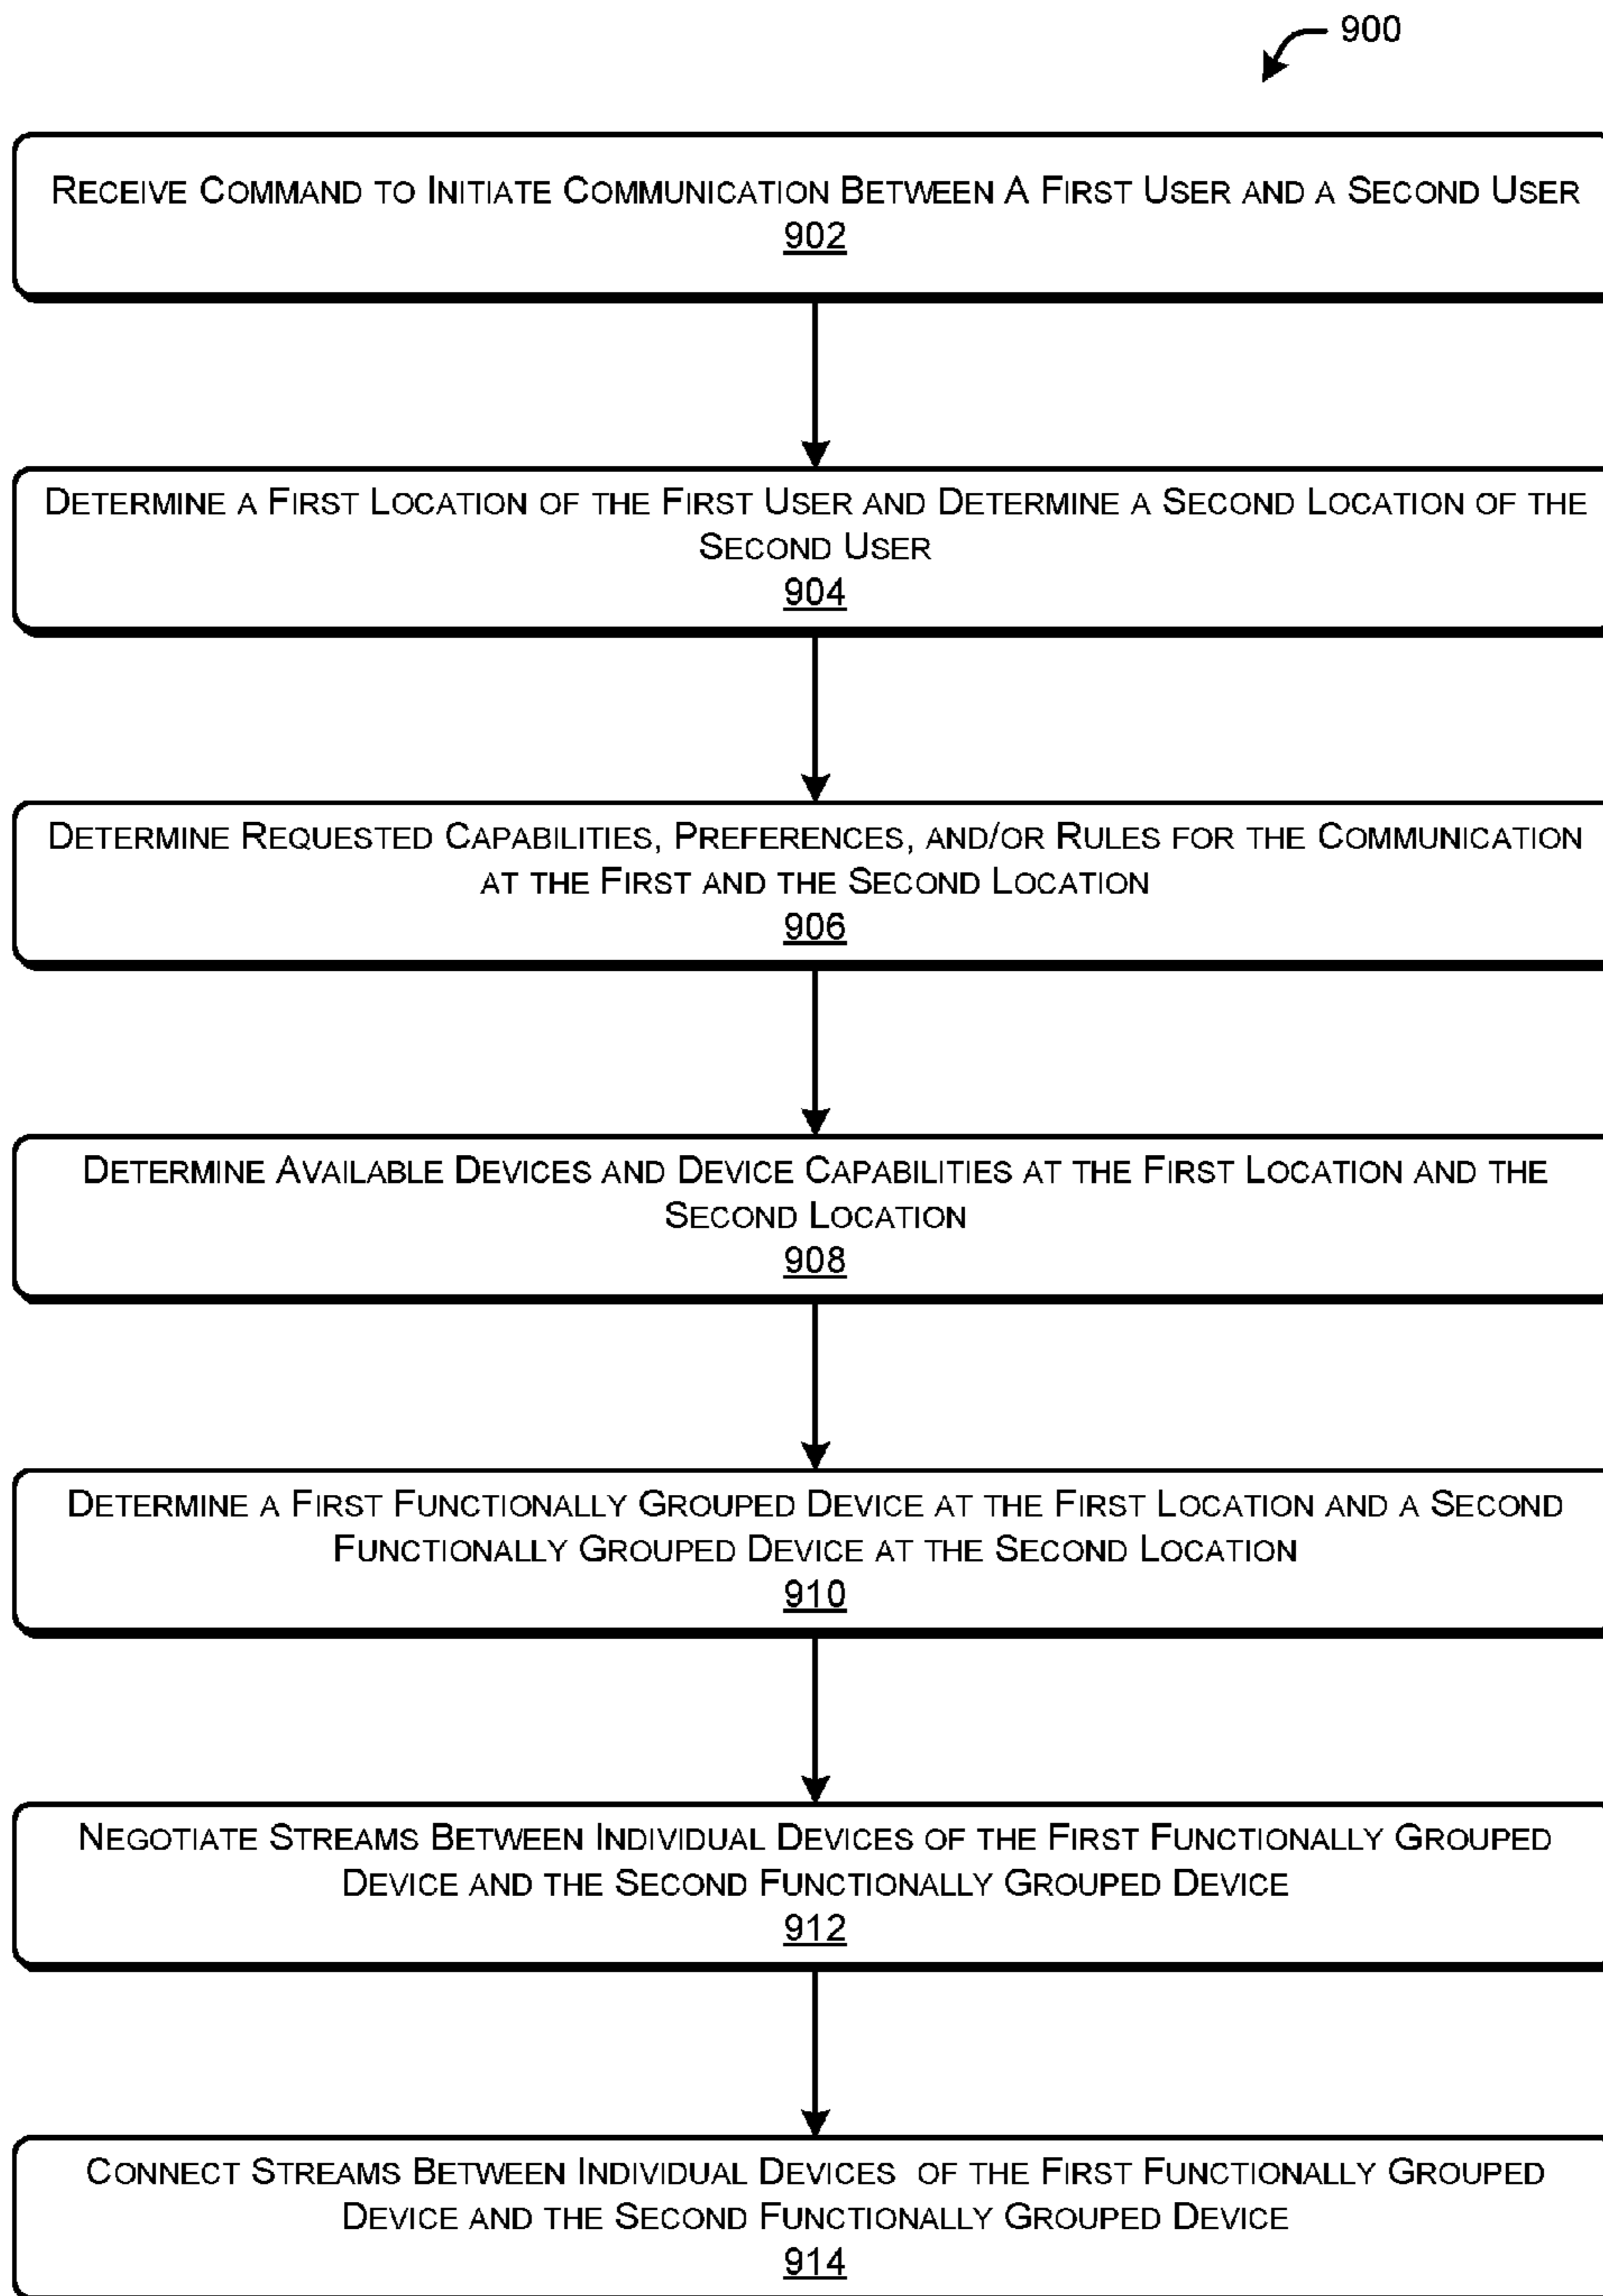 900
RECEIVE COMMAND TO INITIATE COMMUNICATION BETWEEN A FIRST USER AND A SECOND USER
902
DETERMINE A FIRST LOCATION OF THE FIRST USER AND DETERMINE A SECOND LOCATION OF THE
SECOND USER
904
DETERMINE REQUESTED CAPABILITIES, PREFERENCES, AND/OR RULES FOR THE COMMUNICATION
AT THE FIRST AND THE SECOND LOCATION
906
DETERMINE AVAILABLE DEVICES AND DEVICE CAPABILITIES AT THE FIRST LOCATION AND THE
SECOND LOCATION
908
DETERMINE A FIRST FUNCTIONALLY GROUPED DEVICE AT THE FIRST LOCATION AND A SECOND
FUNCTIONALLY GROUPED DEVICE AT THE SECOND LOCATION
910
NEGOTIATE STREAMS BETWEEN INDIVIDUAL DEVICES OF THE FIRST FUNCTIONALLY GROUPED
DEVICE AND THE SECOND FUNCTIONALLY GROUPED DEVICE
912
CONNECT STREAMS BETWEEN INDIVIDUAL DEVICES OF THE FIRST FUNCTIONALLY GROUPED
DEVICE AND THE SECOND FUNCTIONALLY GROUPED DEVICE
914